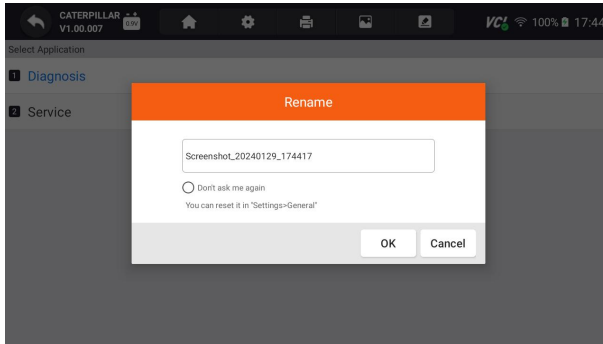 CATERPILLAR
V1.00.007
0.9V
VCI
100%
17:44
Select Application
1 Diagnosis
2 Service
Rename
Screenshot_20240129_174417
Don't ask me again
You can reset it in "Settings>General"
OK
Cancel